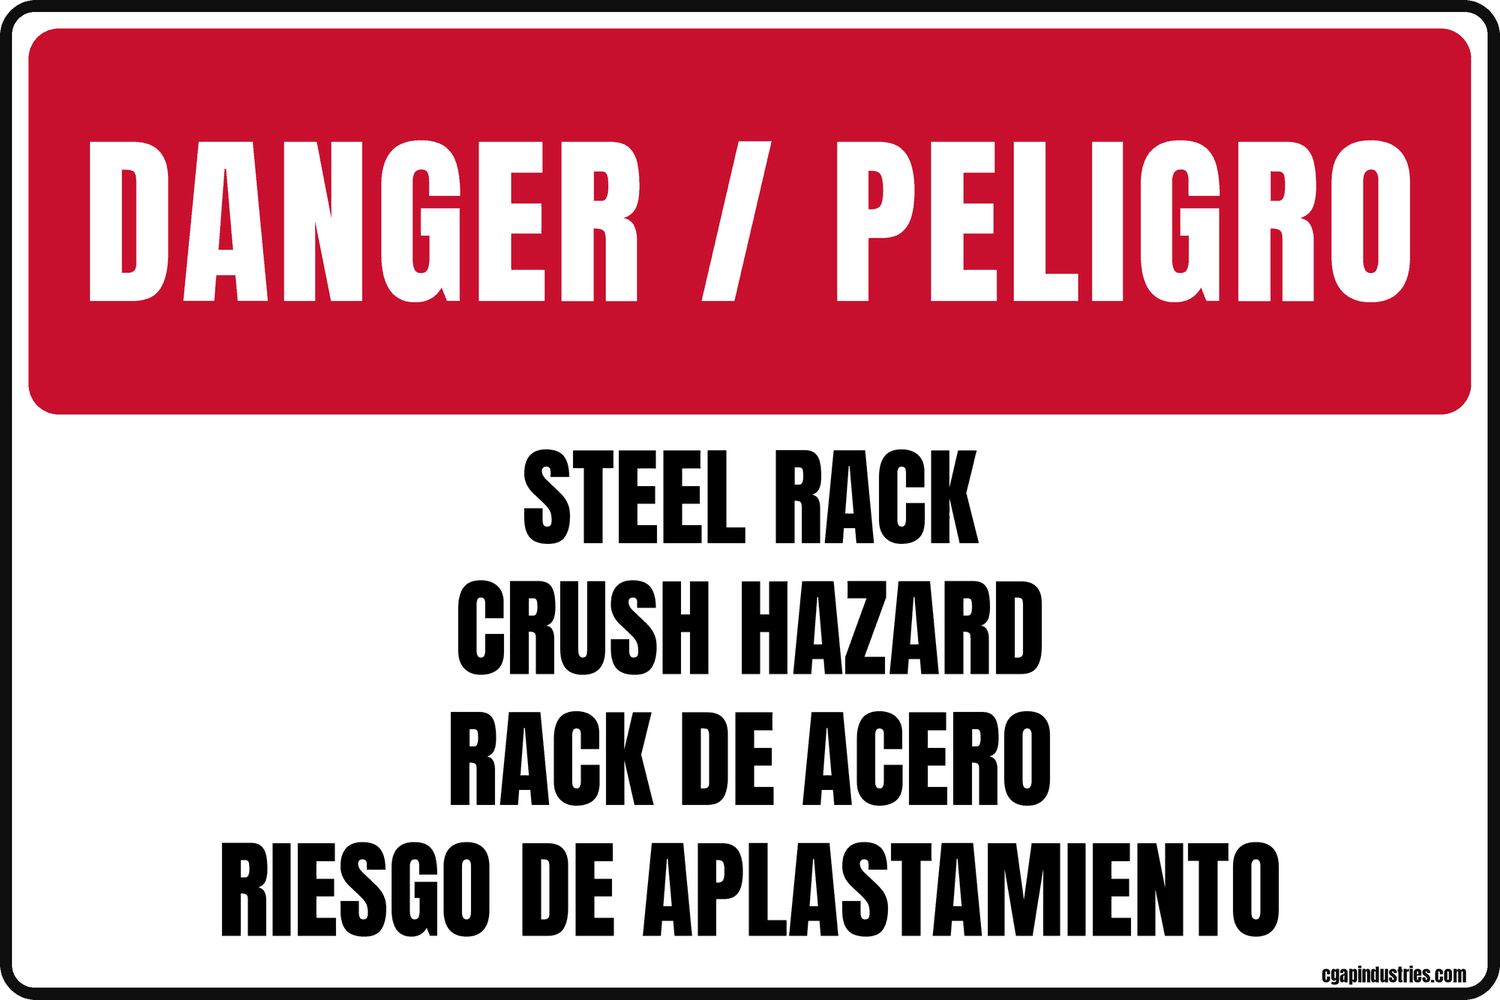 DANGER / PELIGRO
STEEL RACK
CRUSH HAZARD
RACK DE ACERO
RIESGO DE APLASTAMIENTO
cgapindustries.com